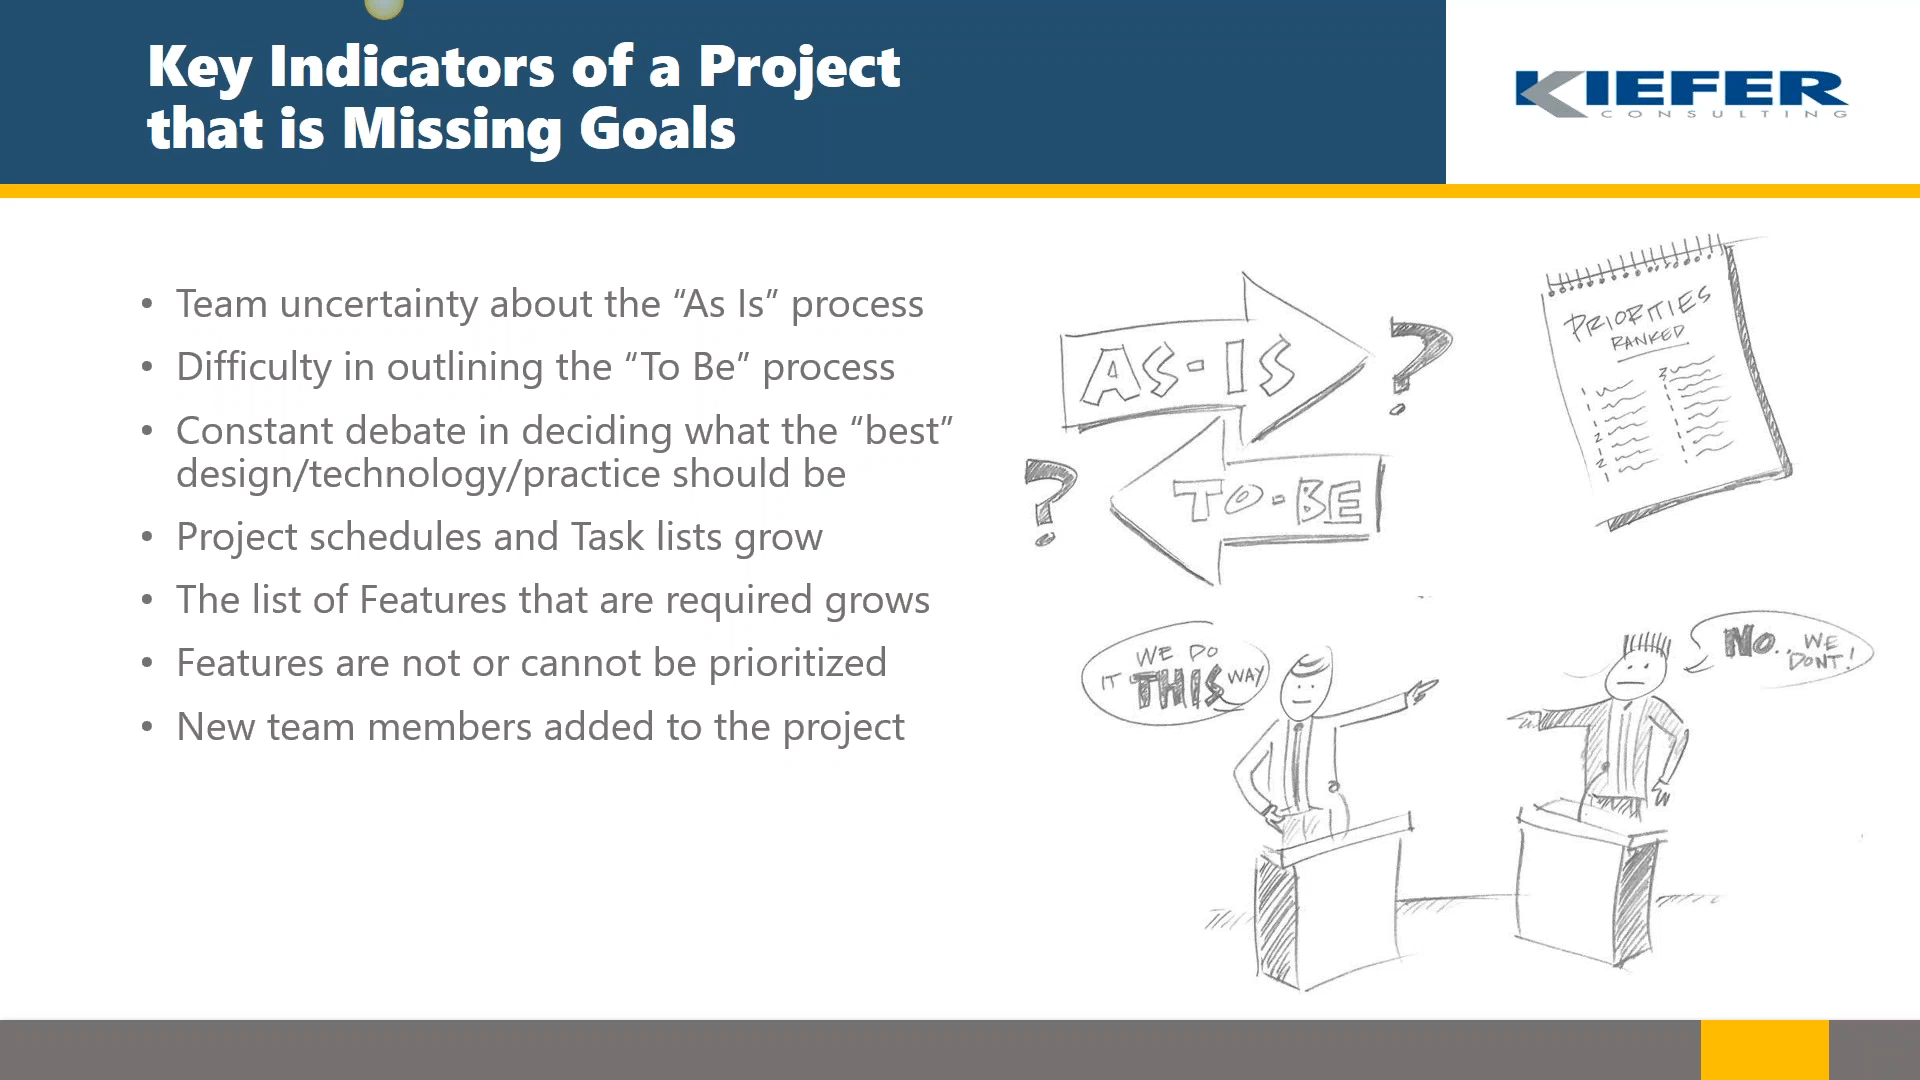 Key Indicators of a Project
that is Missing Goals
KIEFER
CONSULTING
• Team uncertainty about the “As Is” process
• Difficulty in outlining the “To Be” process
• Constant debate in deciding what the “best”
design/technology/practice should be
• Project schedules and Task lists grow
• The list of Features that are required grows
• Features are not or cannot be prioritized
• New team members added to the project
AS-IS ?
? TO-BE
PRIORITIES
RANKED
WE DO
IT THIS WAY
NO.. WE
DONT!